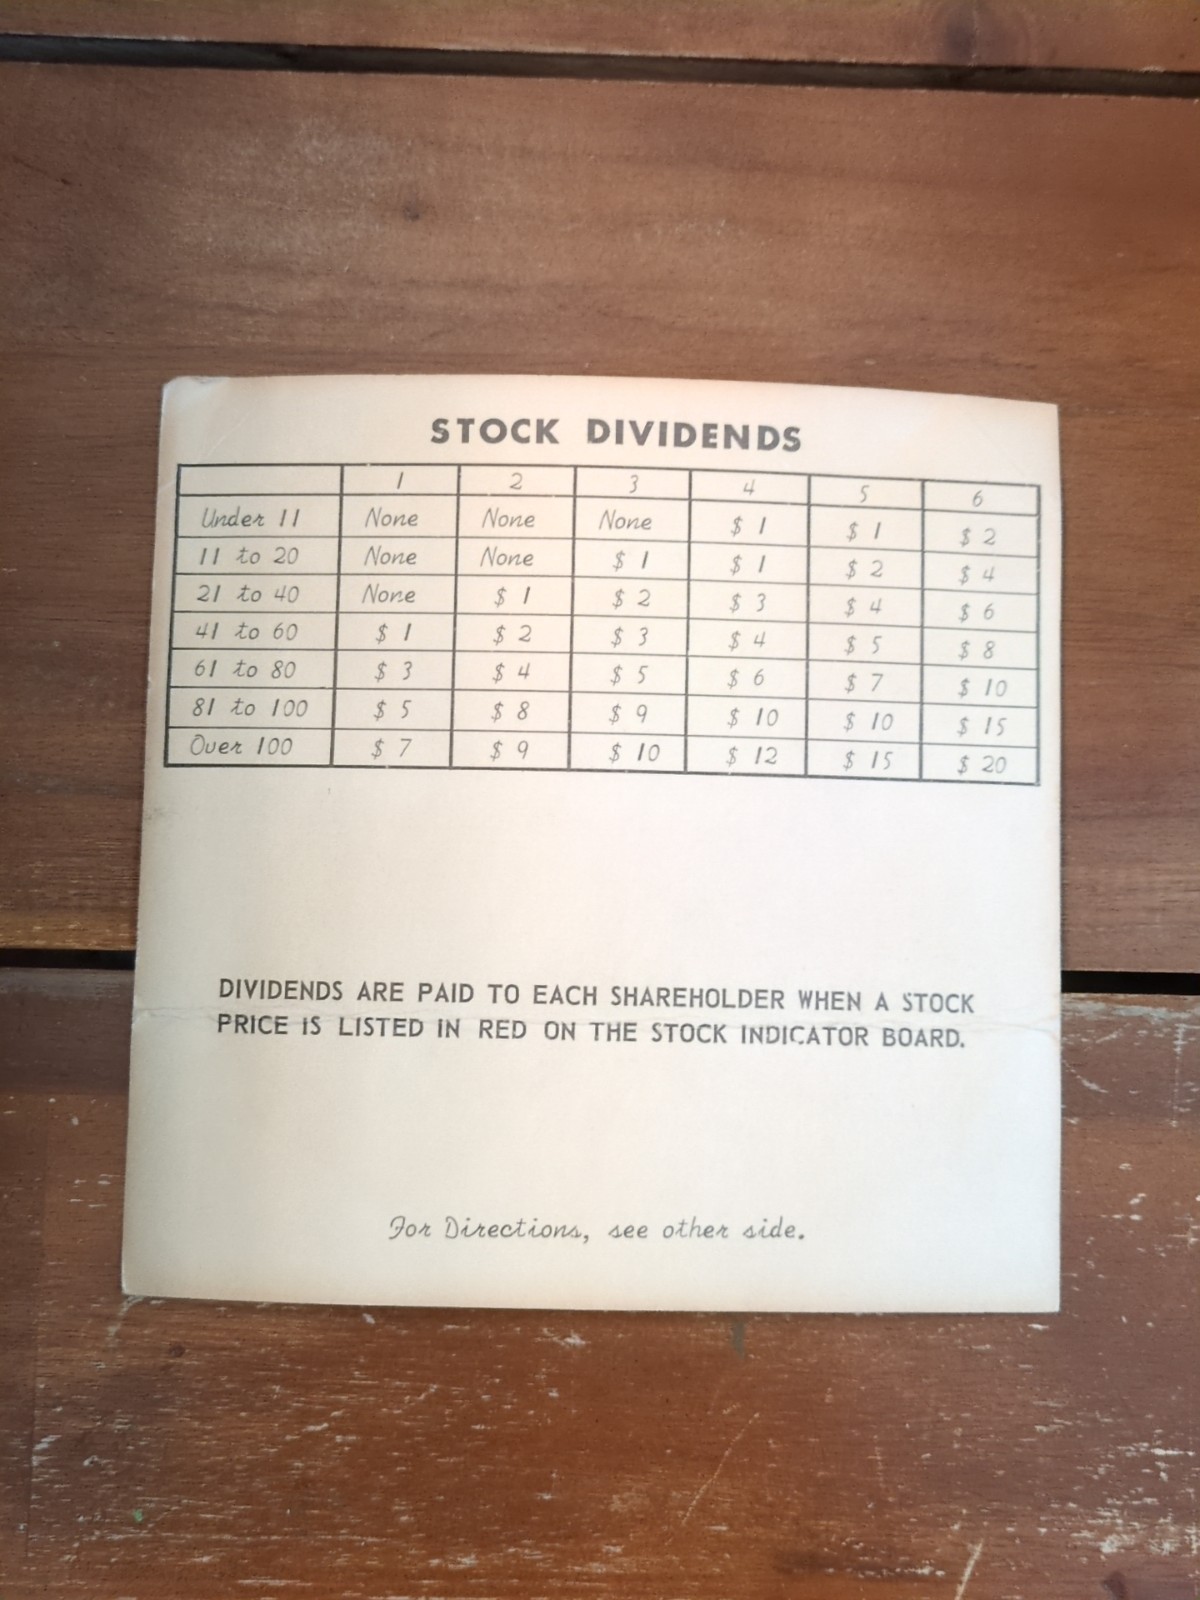 STOCK DIVIDENDS
1 2 3 4 5 6
Under 11 None None None $ 1 $ 1 $ 2
11 to 20 None None $ 1 $ 1 $ 2 $ 4
21 to 40 None $ 1 $ 2 $ 3 $ 4 $ 6
41 to 60 $ 1 $ 2 $ 3 $ 4 $ 5 $ 8
61 to 80 $ 3 $ 4 $ 5 $ 6 $ 7 $ 10
81 to 100 $ 5 $ 8 $ 9 $ 10 $ 10 $ 15
Over 100 $ 7 $ 9 $ 10 $ 12 $ 15 $ 20
DIVIDENDS ARE PAID TO EACH SHAREHOLDER WHEN A STOCK
PRICE IS LISTED IN RED ON THE STOCK INDICATOR BOARD.
For Directions, see other side.